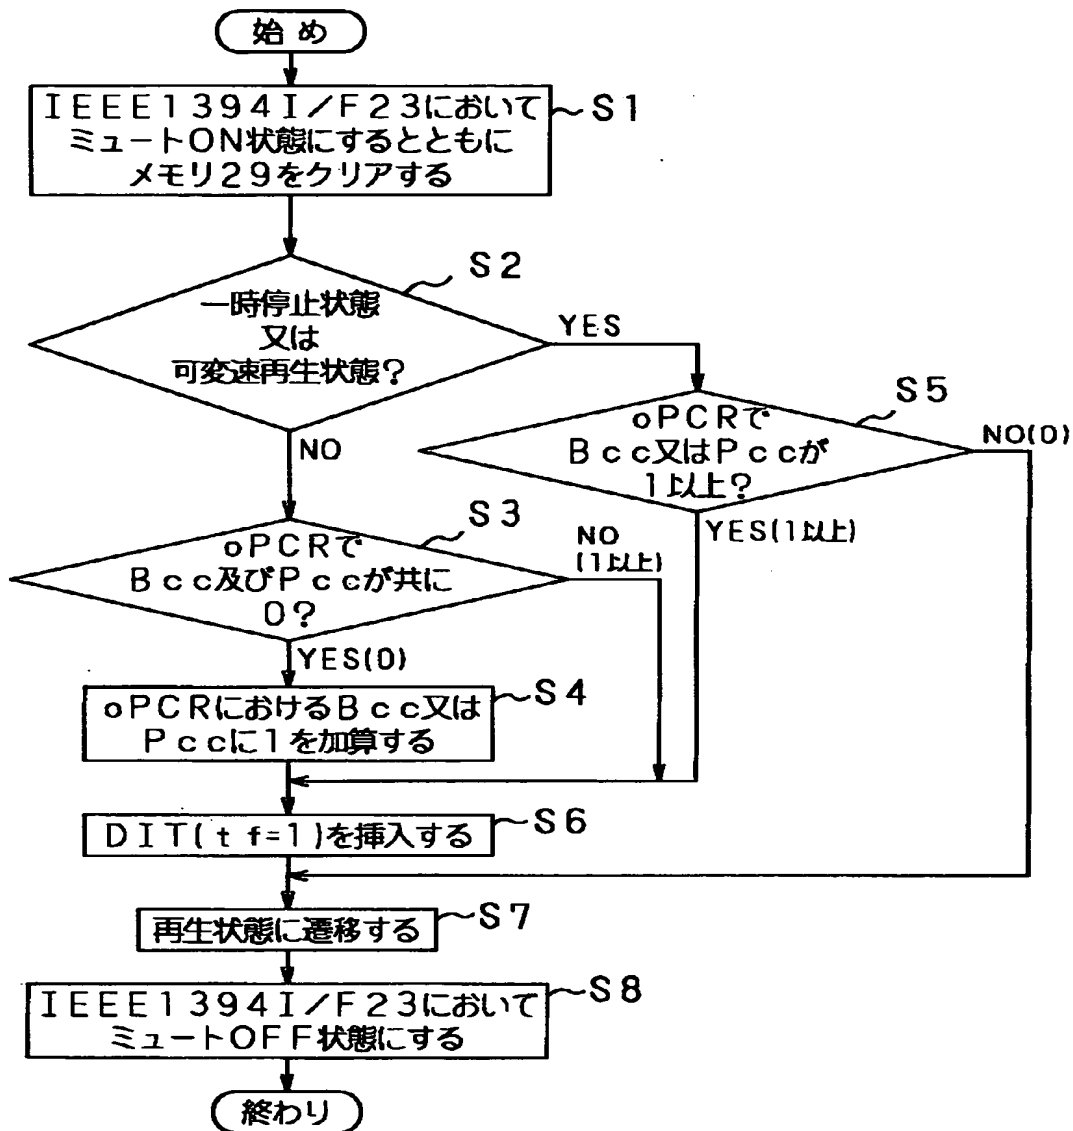 始め
IEEE1394I/F23において
ミュートON状態にするとともに
メモリ29をクリアする
S1
S2
一時停止状態
又は
可変速再生状態?
YES
NO
S5
oPCRで
Bcc又はPccが
1以上?
NO(0)
YES(1以上)
S3
oPCRで
Bcc及びPccが共に
0?
NO
(1以上)
YES(0)
S4
oPCRにおけるBcc又は
Pccに1を加算する
DIT(tf=1)を挿入する
S6
再生状態に遷移する
S7
IEEE1394I/F23において
ミュートOFF状態にする
S8
終わり